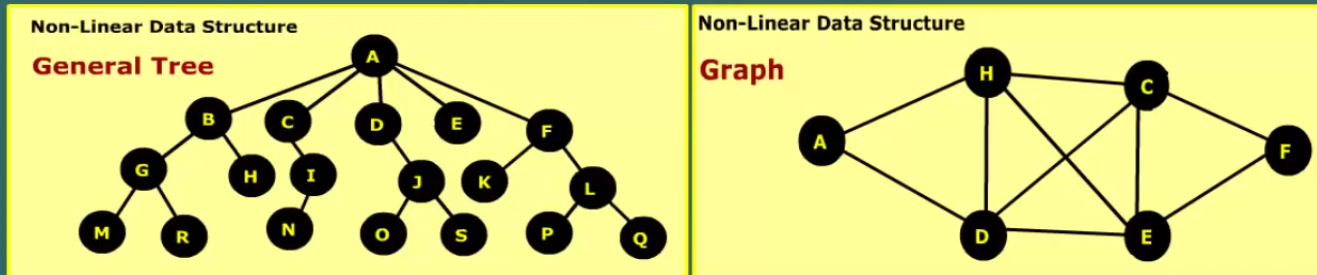 Non-Linear Data Structure
General Tree
A
B
C
D
E
F
G
H
I
J
K
L
M
R
N
O
S
P
Q
Non-Linear Data Structure
Graph
H
C
A
F
D
E